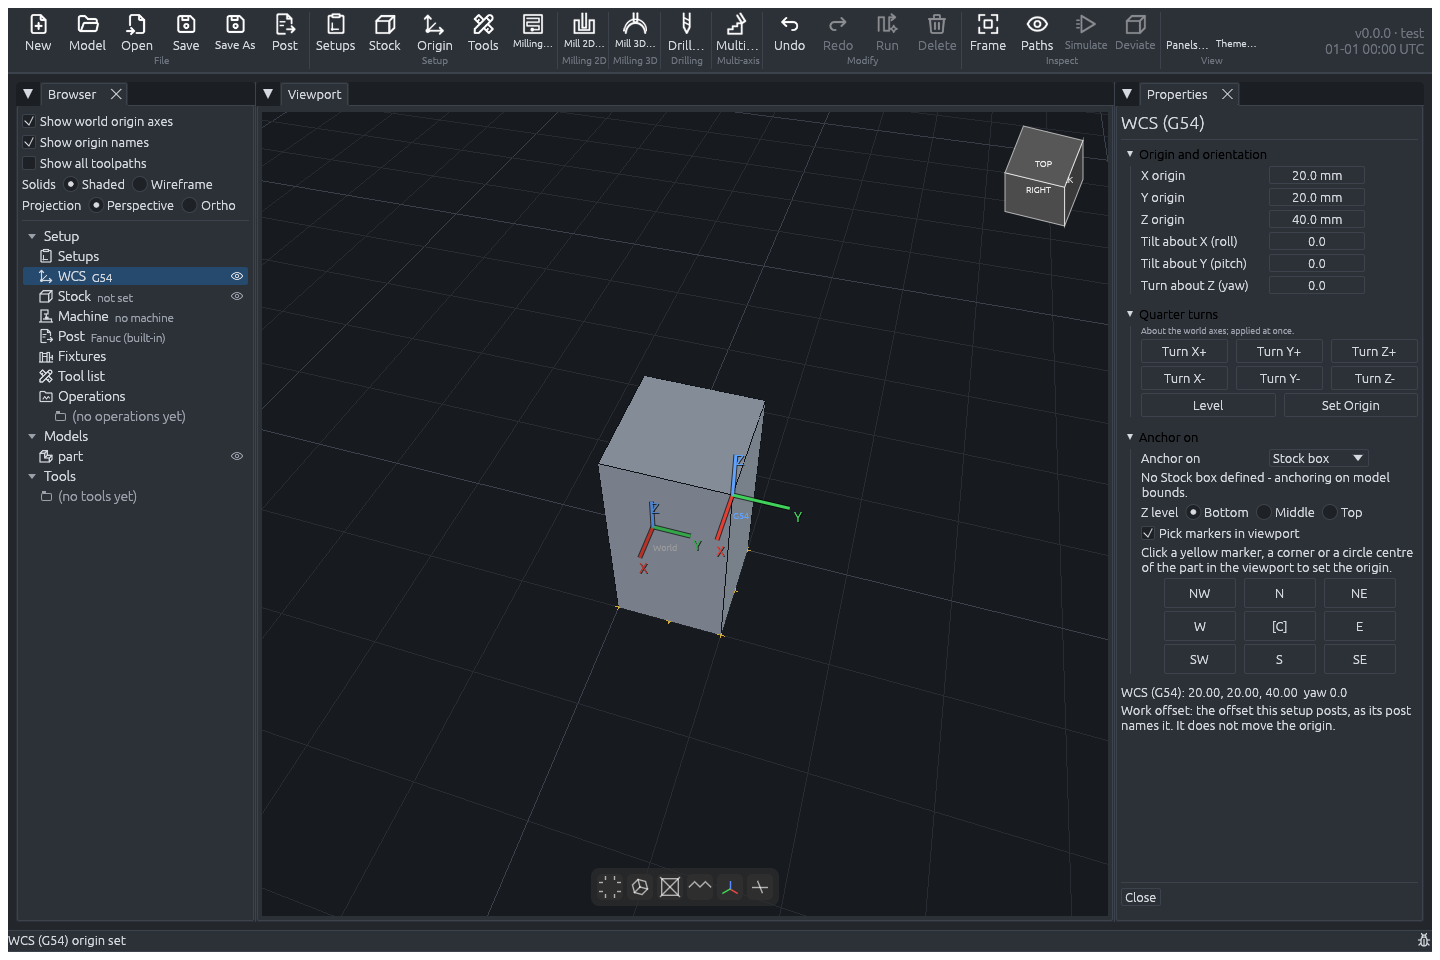 New Model Open Save Save As Post Setups Stock Origin Tools Milling... Mill 2D... Mill 3D... Drill... Multi... Undo Redo Run Delete Frame Paths Simulate Deviate Panels... Theme...
File Setup Milling 2D Milling 3D Drilling Multi-axis Modify Inspect View
v0.0.0 · test
01-01 00:00 UTC
Browser
Show world origin axes
Show origin names
Show all toolpaths
Solids Shaded Wireframe
Projection Perspective Ortho
Setup
Setups
WCS G54
Stock not set
Machine no machine
Post Fanuc (built-in)
Fixtures
Tool list
Operations
(no operations yet)
Models
part
Tools
(no tools yet)
Viewport
TOP
RIGHT
Z
G54
Y
X
Z
Y
World
X
Properties
WCS (G54)
Origin and orientation
X origin 20.0 mm
Y origin 20.0 mm
Z origin 40.0 mm
Tilt about X (roll) 0.0
Tilt about Y (pitch) 0.0
Turn about Z (yaw) 0.0
Quarter turns
About the world axes; applied at once.
Turn X+ Turn Y+ Turn Z+
Turn X- Turn Y- Turn Z-
Level Set Origin
Anchor on
Anchor on Stock box
No Stock box defined - anchoring on model
bounds.
Z level Bottom Middle Top
Pick markers in viewport
Click a yellow marker, a corner or a circle centre
of the part in the viewport to set the origin.
NW N NE
W [C] E
SW S SE
WCS (G54): 20.00, 20.00, 40.00 yaw 0.0
Work offset: the offset this setup posts, as its post
names it. It does not move the origin.
Close
WCS (G54) origin set